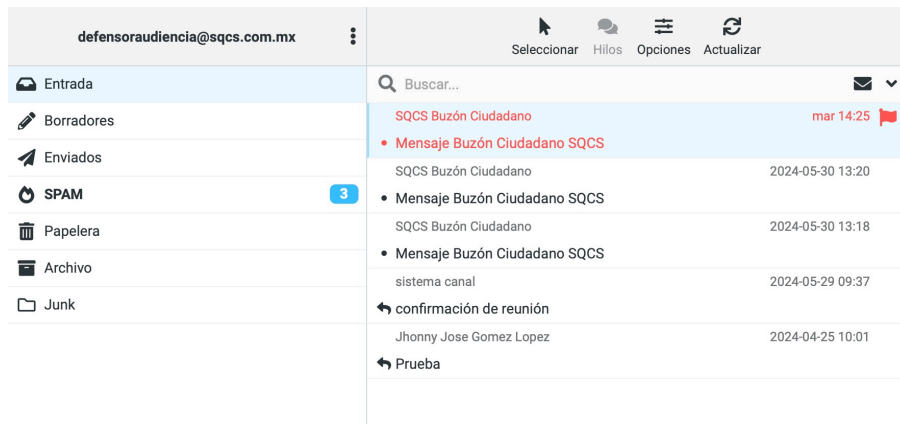 defensoraudiencia@sqcs.com.mx
Seleccionar Hilos Opciones Actualizar
Entrada
Borradores
Enviados
SPAM 3
Papelera
Archivo
Junk
Buscar...
SQCS Buzón Ciudadano mar 14:25
• Mensaje Buzón Ciudadano SQCS
SQCS Buzón Ciudadano 2024-05-30 13:20
• Mensaje Buzón Ciudadano SQCS
SQCS Buzón Ciudadano 2024-05-30 13:18
• Mensaje Buzón Ciudadano SQCS
sistema canal 2024-05-29 09:37
confirmación de reunión
Jhonny Jose Gomez Lopez 2024-04-25 10:01
Prueba